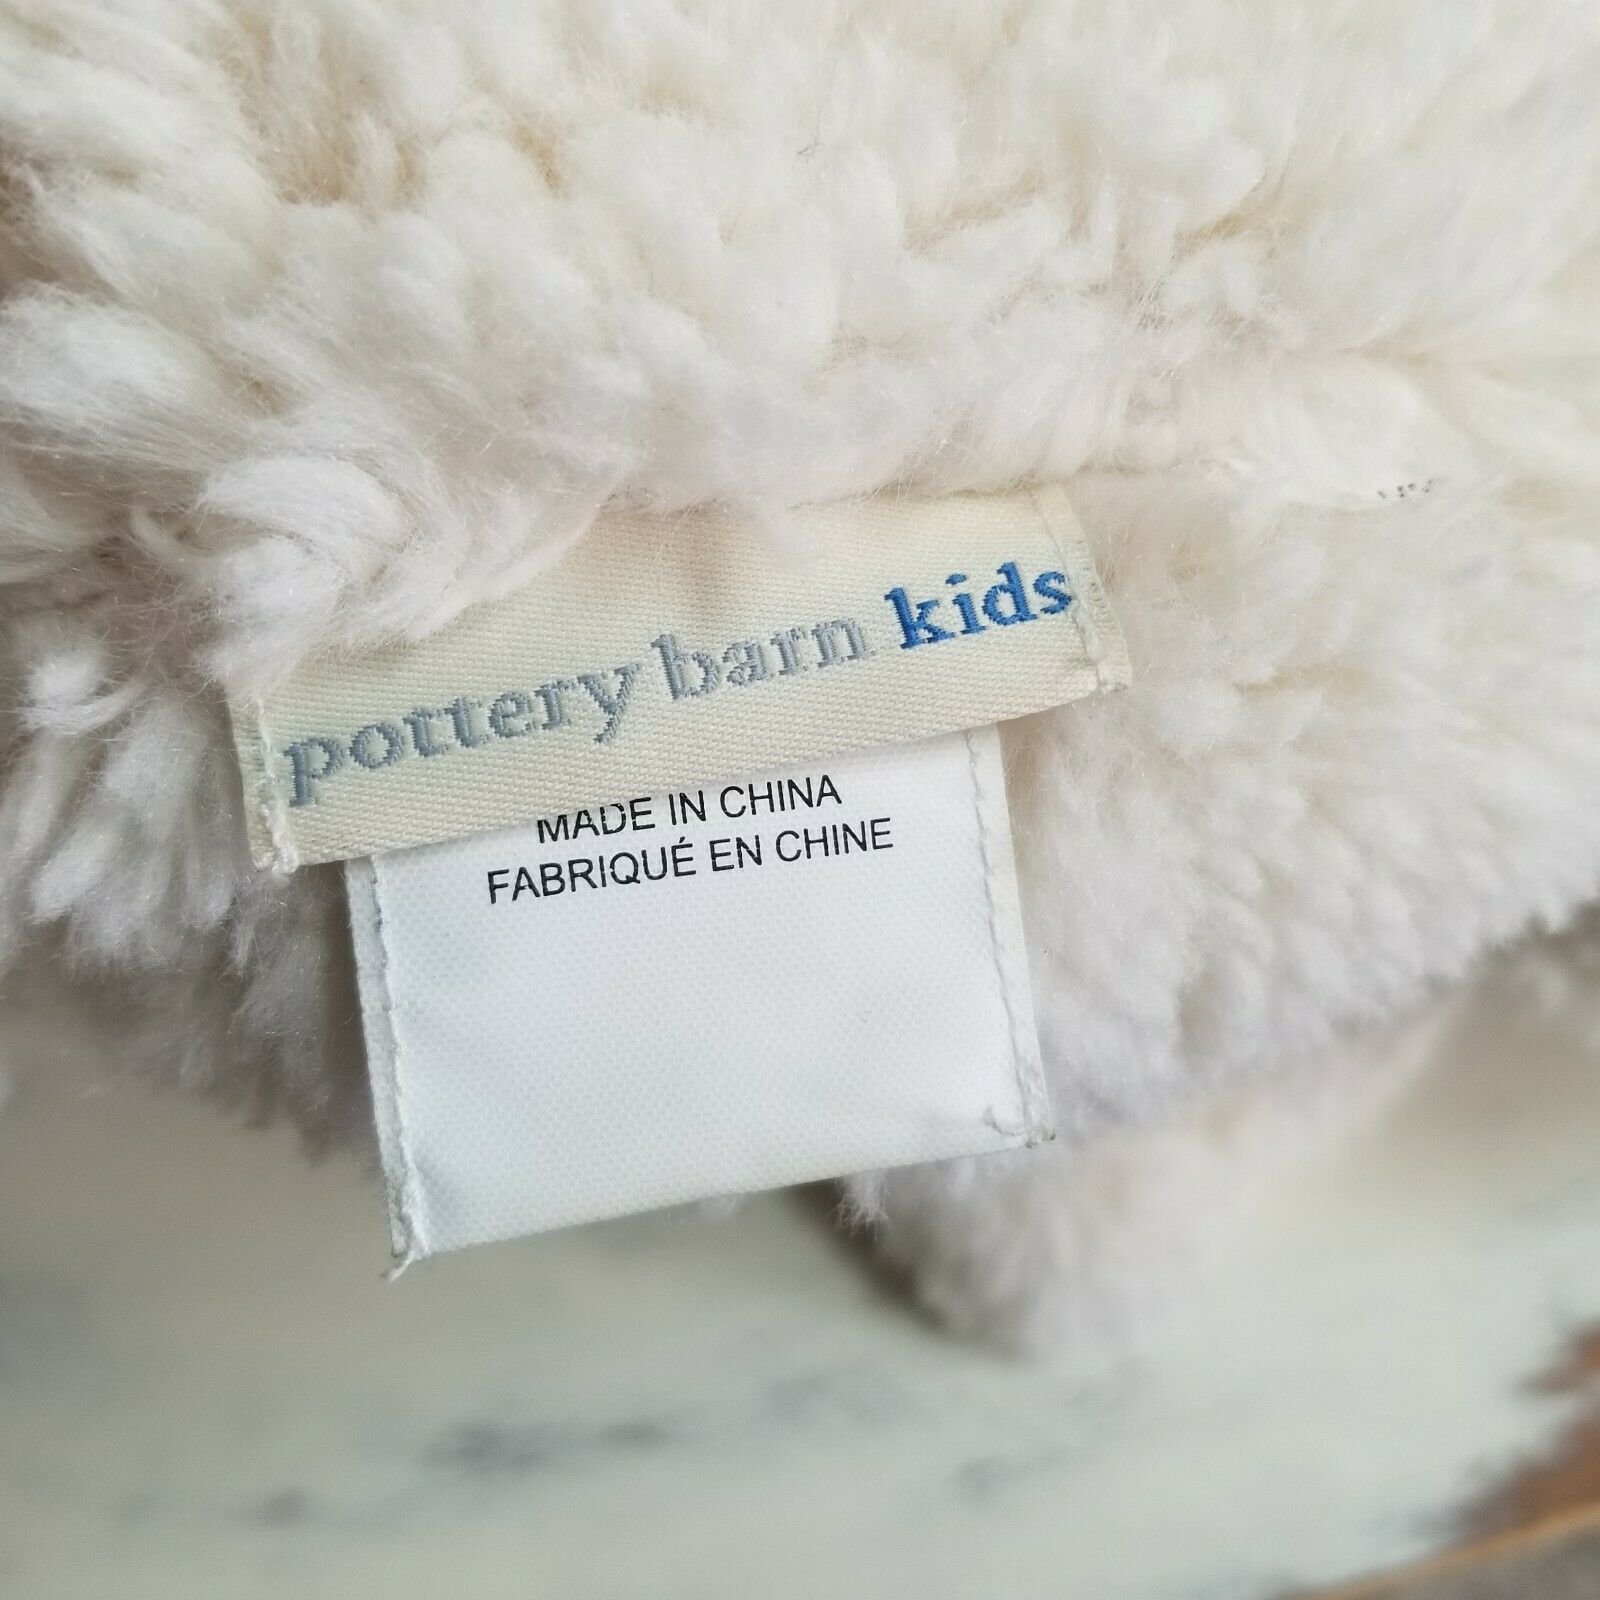 pottery barn kids
MADE IN CHINA
FABRIQUÉ EN CHINE